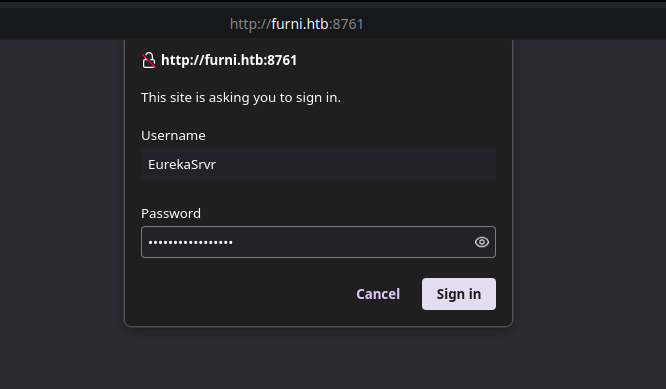 http://furni.htb:8761
http://furni.htb:8761
This site is asking you to sign in.
Username
EurekaSrvr
Password
•••••••••••••••••
Cancel Sign in